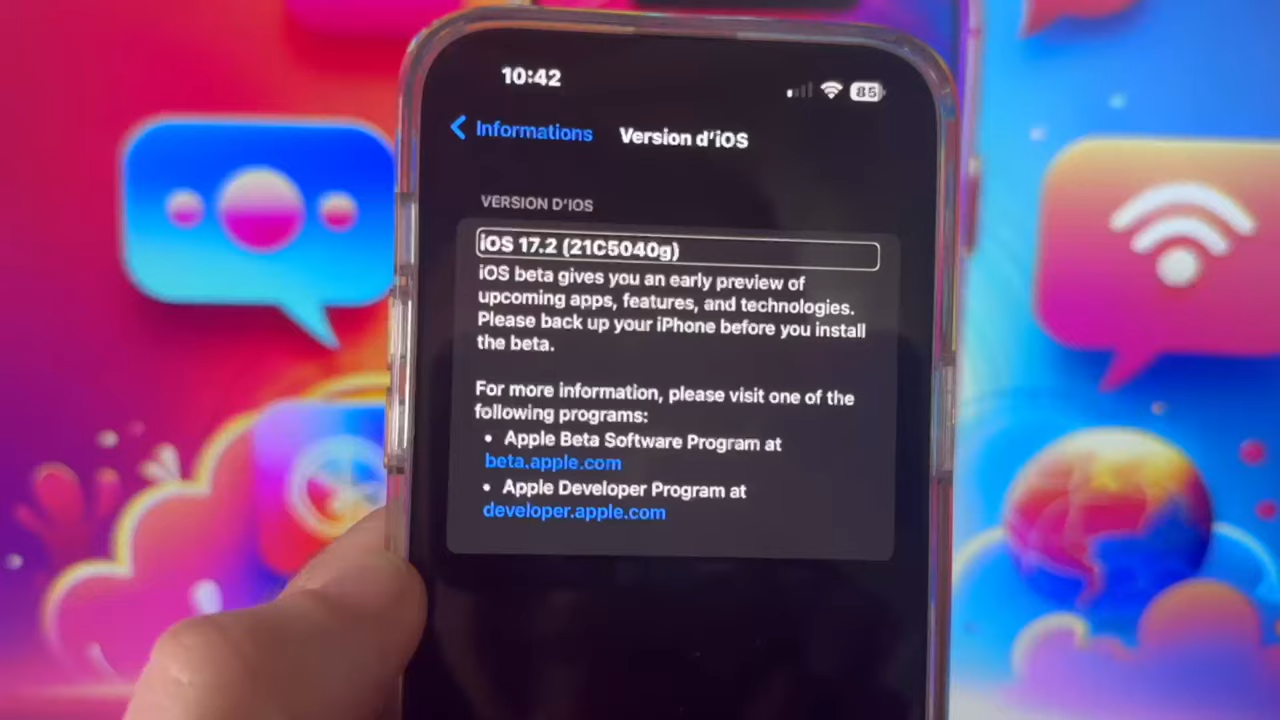 10:42
85
Informations
Version d'iOS
VERSION D'IOS
iOS 17.2 (21C5040g)
iOS beta gives you an early preview of
upcoming apps, features, and technologies.
Please back up your iPhone before you install
the beta.
For more information, please visit one of the
following programs:
• Apple Beta Software Program at
beta.apple.com
• Apple Developer Program at
developer.apple.com